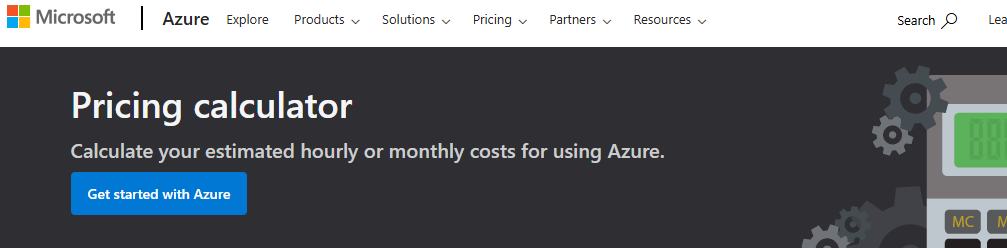 Microsoft Azure Explore Products Solutions Pricing Partners Resources Search Lea
Pricing calculator
Calculate your estimated hourly or monthly costs for using Azure.
Get started with Azure
MC M